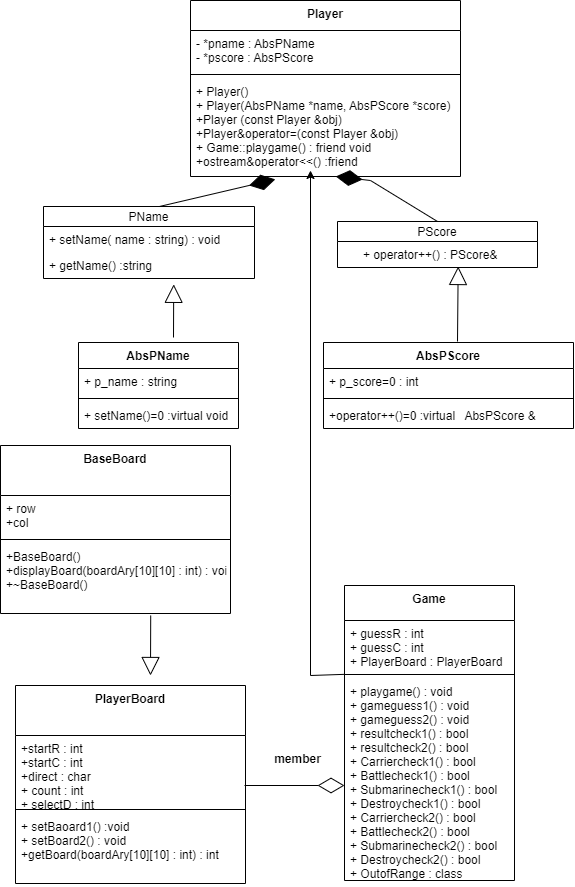 Player
- *pname : AbsPName
- *pscore : AbsPScore
+ Player()
+ Player(AbsPName *name, AbsPScore *score)
+Player (const Player &obj)
+Player&operator=(const Player &obj)
+ Game::playgame() : friend void
+ostream&operator<<() :friend
PName
+ setName( name : string) : void
+ getName() :string
PScore
+ operator++() : PScore&
AbsPName
+ p_name : string
+ setName()=0 :virtual void
AbsPScore
+ p_score=0 : int
+operator++()=0 :virtual AbsPScore &
BaseBoard
+ row
+col
+BaseBoard()
+displayBoard(boardAry[10][10] : int) : voi
+~BaseBoard()
Game
+ guessR : int
+ guessC : int
+ PlayerBoard : PlayerBoard
+ playgame() : void
+ gameguess1() : void
+ gameguess2() : void
+ resultcheck1() : bool
+ resultcheck2() : bool
+ Carriercheck1() : bool
+ Battlecheck1() : bool
+ Submarinecheck1() : bool
+ Destroycheck1() : bool
+ Carriercheck2() : bool
+ Battlecheck2() : bool
+ Submarinecheck2() : bool
+ Destroycheck2() : bool
+ OutofRange : class
PlayerBoard
+startR : int
+startC : int
+direct : char
+ count : int
+ selectD : int
+ setBaoard1() :void
+ setBoard2() : void
+getBoard(boardAry[10][10] : int) : int
member